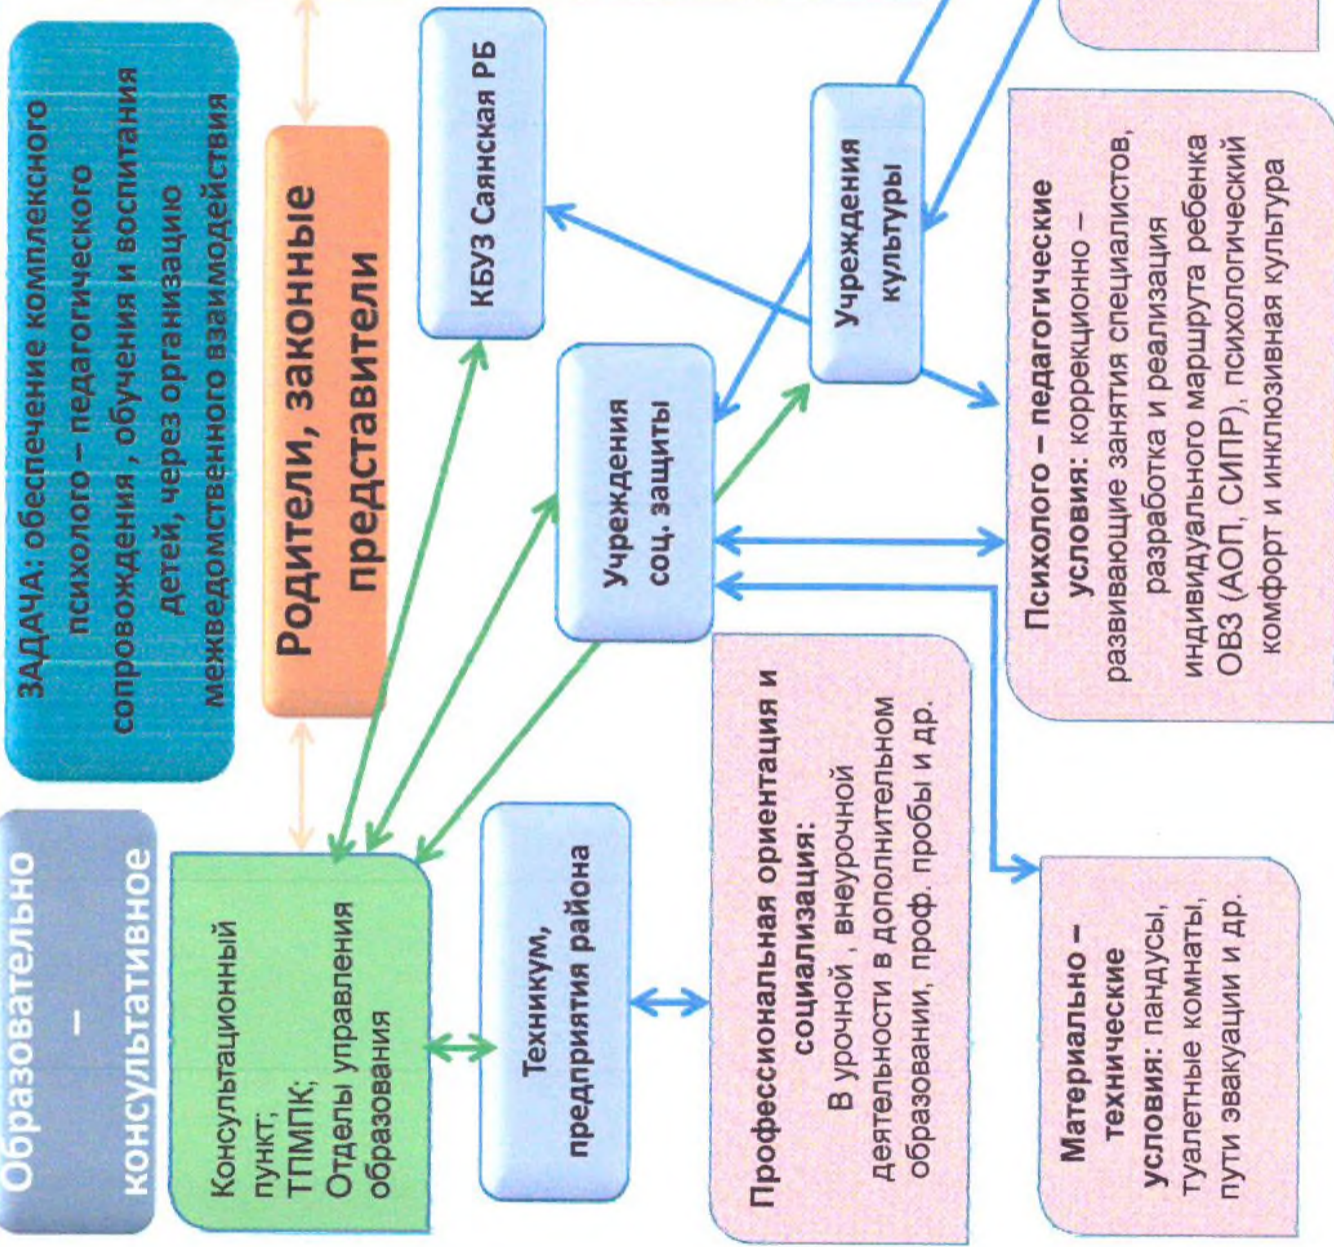 Образовательно
–
консультативное
ЗАДАЧА: обеспечение комплексного
психолого – педагогического
сопровождения , обучения и воспитания
детей, через организацию
межведомственного взаимодействия
Консультационный
пункт;
ТПМПК;
Отделы управления
образования
Родители, законные
представители
КБУЗ Саянская РБ
Техникум,
предприятия района
Учреждения
соц. защиты
Учреждения
культуры
Профессиональная ориентация и
социализация:
В урочной , внеурочной
деятельности в дополнительном
образовании, проф. пробы и др.
Материально –
технические
условия: пандусы,
туалетные комнаты,
пути эвакуации и др.
Психолого – педагогические
условия: коррекционно –
развивающие занятия специалистов,
разработка и реализация
индивидуального маршрута ребенка
ОВЗ (АОП, СИПР), психологический
комфорт и инклюзивная культура